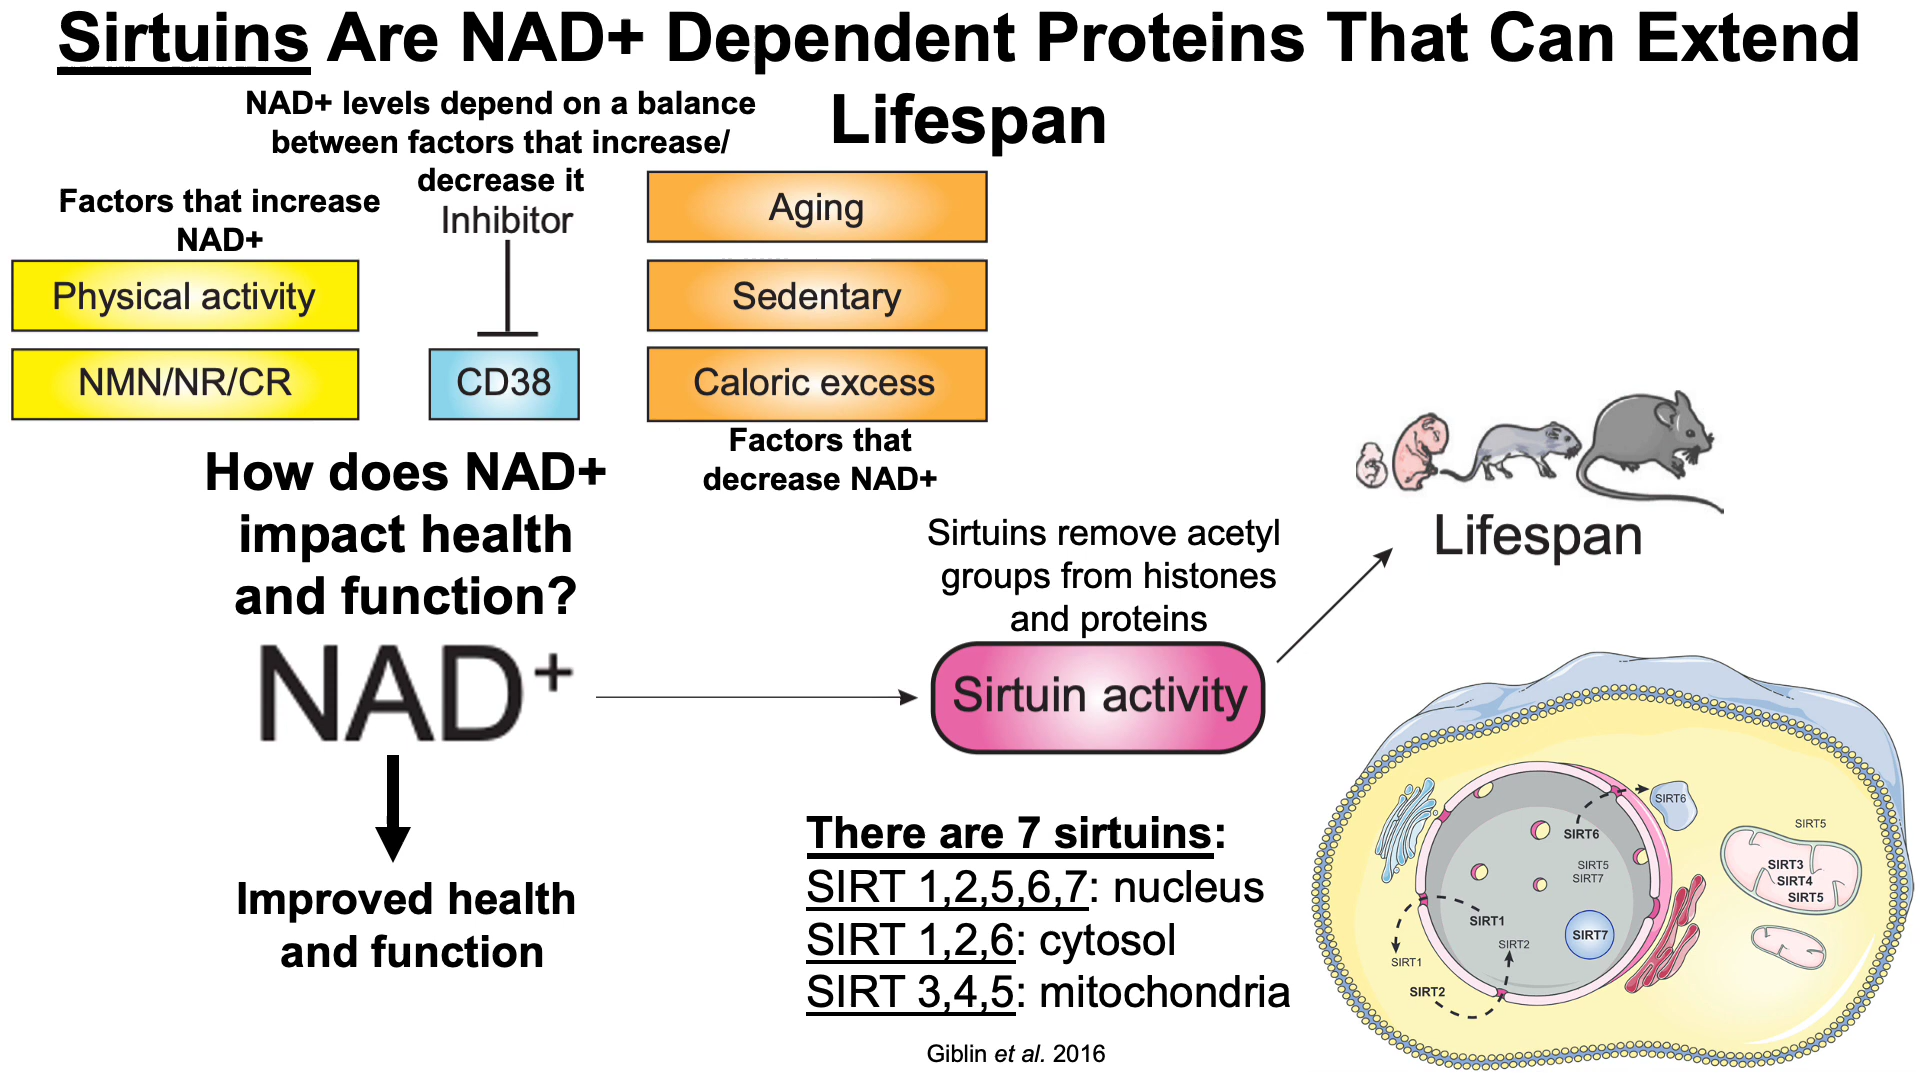 Sirtuins Are NAD+ Dependent Proteins That Can Extend
Lifespan
NAD+ levels depend on a balance
between factors that increase/
decrease it
Factors that increase
NAD+
Physical activity
NMN/NR/CR
Inhibitor
CD38
Aging
Sedentary
Caloric excess
Factors that
decrease NAD+
How does NAD+
impact health
and function?
NAD+
Improved health
and function
Sirtuins remove acetyl
groups from histones
and proteins
Sirtuin activity
Lifespan
There are 7 sirtuins:
SIRT 1,2,5,6,7: nucleus
SIRT 1,2,6: cytosol
SIRT 3,4,5: mitochondria
Giblin et al. 2016
SIRT6
SIRT6
SIRT5
SIRT7
SIRT1
SIRT7
SIRT2
SIRT1
SIRT2
SIRT5
SIRT3
SIRT4
SIRT5